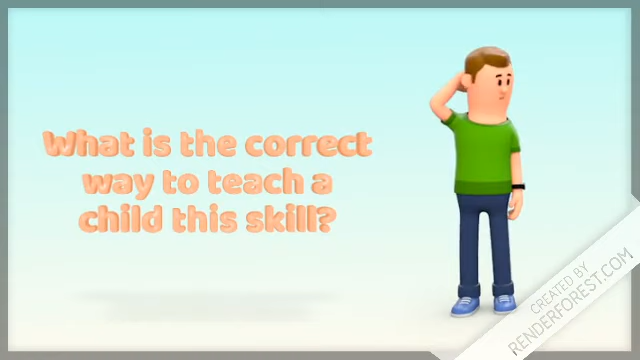 What is the correct
way to teach a
child this skill?
CREATED BY
RENDERFOREST.COM